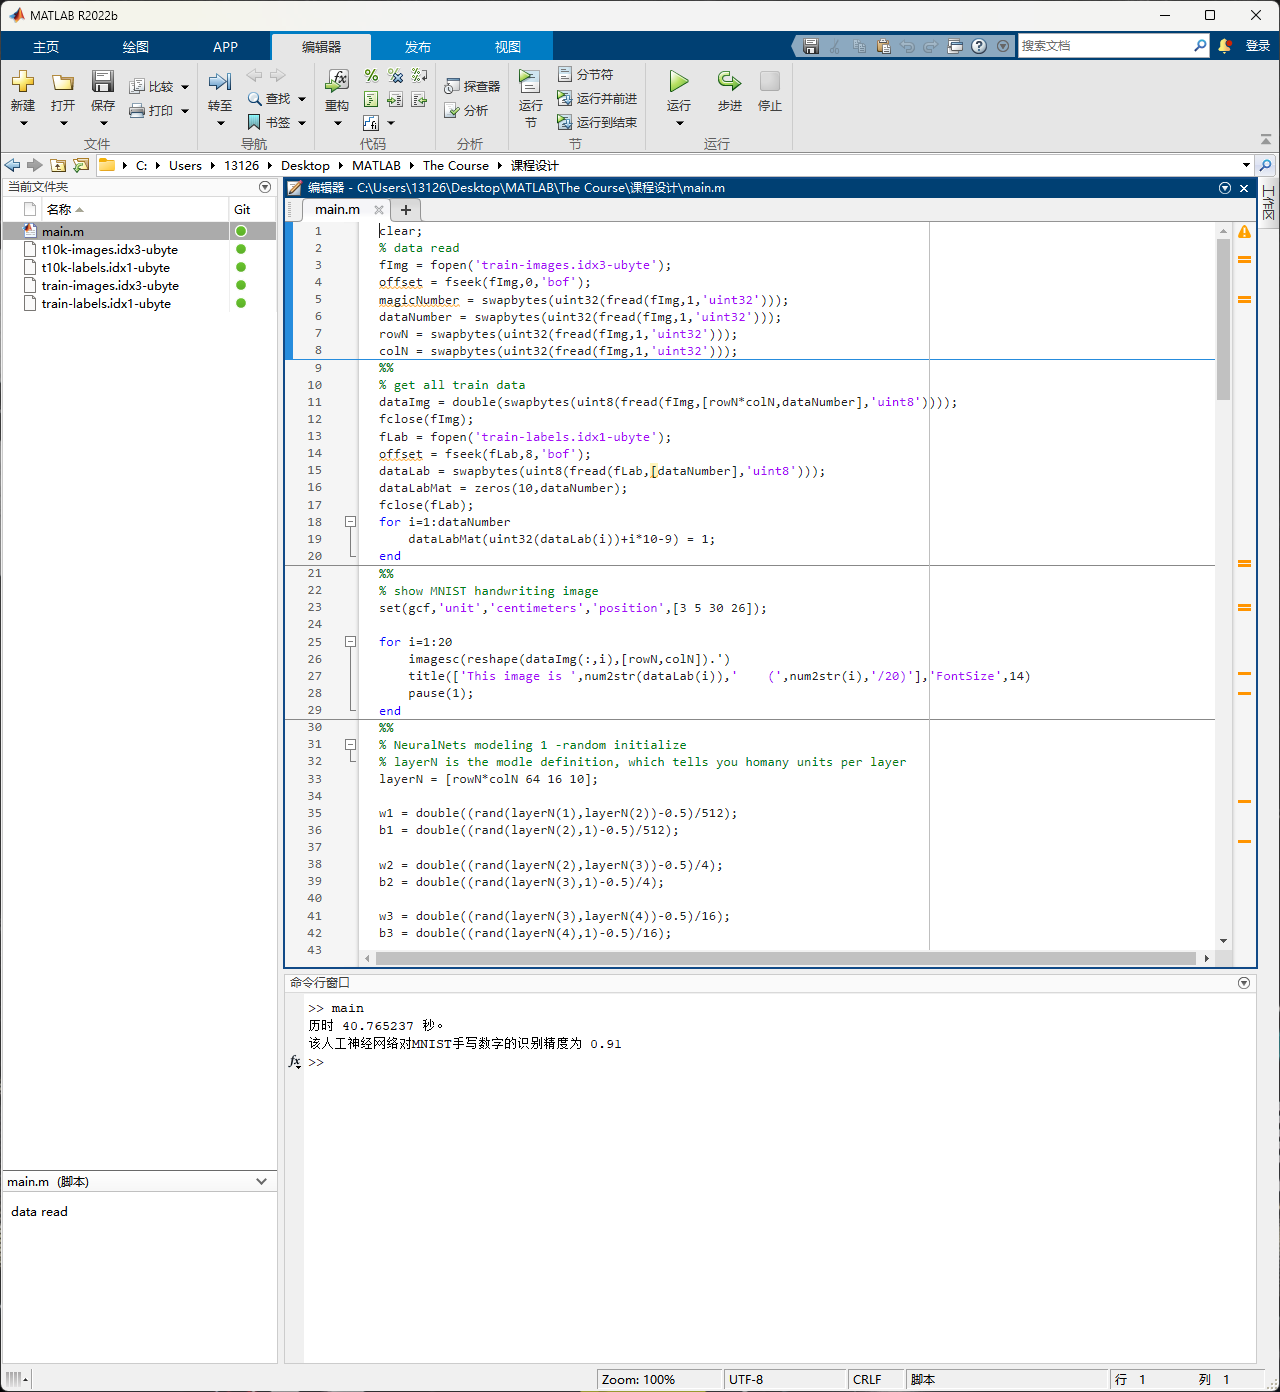 MATLAB R2022b
主页 绘图 APP 编辑器 发布 视图 搜索文档 登录
新建 打开 保存 比较 打印 转至 查找 书签 重构 探查器 分析 运行节 分节符 运行并前进 运行到结束 运行 步进 停止
文件 导航 代码 分析 节 运行
C: Users 13126 Desktop MATLAB The Course 课程设计
当前文件夹
名称 Git
main.m
t10k-images.idx3-ubyte
t10k-labels.idx1-ubyte
train-images.idx3-ubyte
train-labels.idx1-ubyte
main.m (脚本)
data read
编辑器 - C:\Users\13126\Desktop\MATLAB\The Course\课程设计\main.m
工作区
main.m
1 clear;
2 % data read
3 fImg = fopen('train-images.idx3-ubyte');
4 offset = fseek(fImg,0,'bof');
5 magicNumber = swapbytes(uint32(fread(fImg,1,'uint32')));
6 dataNumber = swapbytes(uint32(fread(fImg,1,'uint32')));
7 rowN = swapbytes(uint32(fread(fImg,1,'uint32')));
8 colN = swapbytes(uint32(fread(fImg,1,'uint32')));
9 %%
10 % get all train data
11 dataImg = double(swapbytes(uint8(fread(fImg,[rowN*colN,dataNumber],'uint8'))));
12 fclose(fImg);
13 fLab = fopen('train-labels.idx1-ubyte');
14 offset = fseek(fLab,8,'bof');
15 dataLab = swapbytes(uint8(fread(fLab,[dataNumber],'uint8')));
16 dataLabMat = zeros(10,dataNumber);
17 fclose(fLab);
18 for i=1:dataNumber
19 dataLabMat(uint32(dataLab(i))+i*10-9) = 1;
20 end
21 %%
22 % show MNIST handwriting image
23 set(gcf,'unit','centimeters','position',[3 5 30 26]);
24
25 for i=1:20
26 imagesc(reshape(dataImg(:,i),[rowN,colN]).')
27 title(['This image is ',num2str(dataLab(i)),'    (',num2str(i),'/20)'],'FontSize',14)
28 pause(1);
29 end
30 %%
31 % NeuralNets modeling 1 -random initialize
32 % layerN is the modle definition, which tells you homany units per layer
33 layerN = [rowN*colN 64 16 10];
34
35 w1 = double((rand(layerN(1),layerN(2))-0.5)/512);
36 b1 = double((rand(layerN(2),1)-0.5)/512);
37
38 w2 = double((rand(layerN(2),layerN(3))-0.5)/4);
39 b2 = double((rand(layerN(3),1)-0.5)/4);
40
41 w3 = double((rand(layerN(3),layerN(4))-0.5)/16);
42 b3 = double((rand(layerN(4),1)-0.5)/16);
43
命令行窗口
>> main
历时 40.765237 秒。
该人工神经网络对MNIST手写数字的识别精度为 0.91
fx >>
Zoom: 100% UTF-8 CRLF 脚本 行 1 列 1